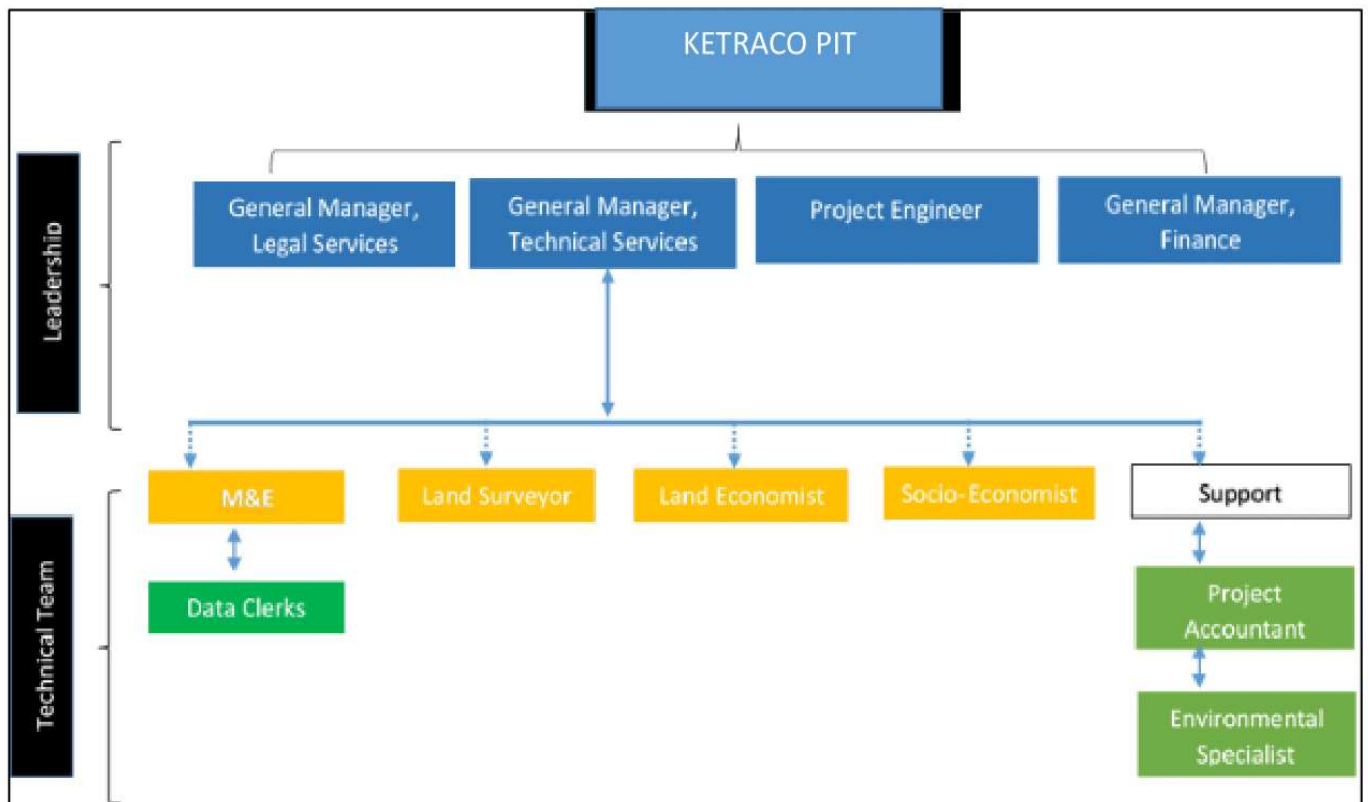 KETRACO PIT
Leadership
General Manager,
Legal Services
General Manager,
Technical Services
Project Engineer
General Manager,
Finance
Technical Team
M&E
Land Surveyor
Land Economist
Socio-Economist
Support
Data Clerks
Project
Accountant
Environmental
Specialist